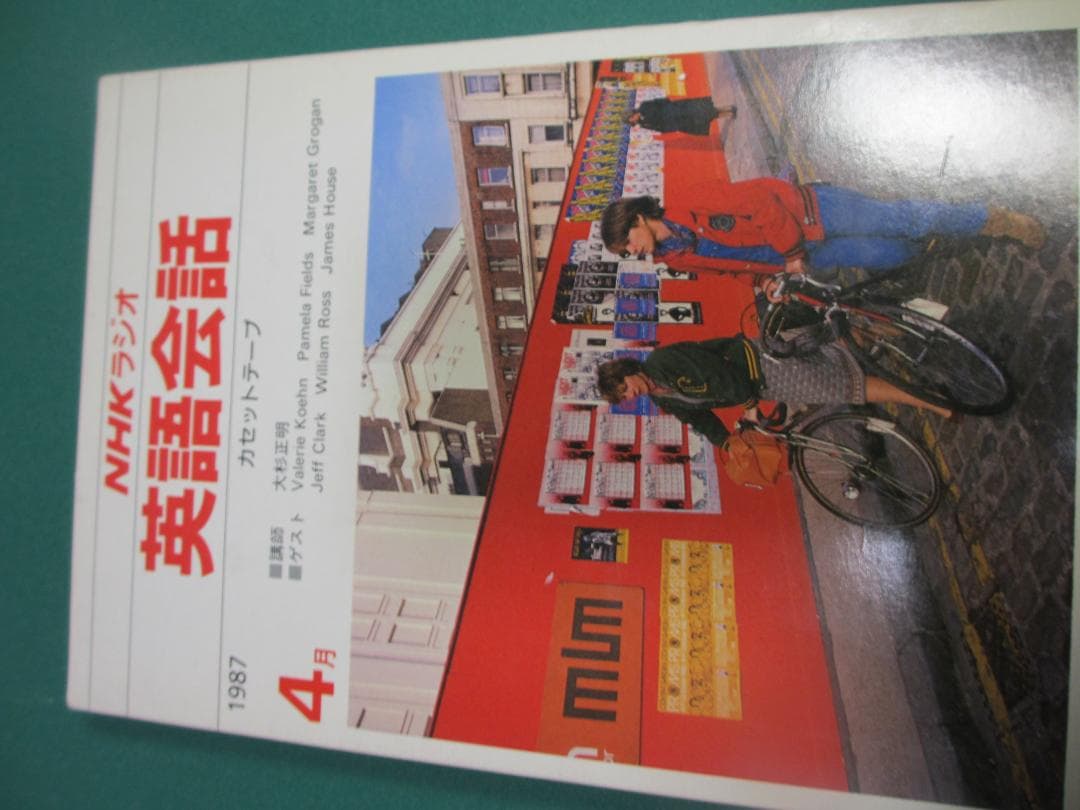 NHKラジオ
英語会話
1987
カセットテープ
4月
■講師 大杉正明
■ゲスト Valerie Koehn Pamela Fields Margaret Grogan
Jeff Clark William Ross James House